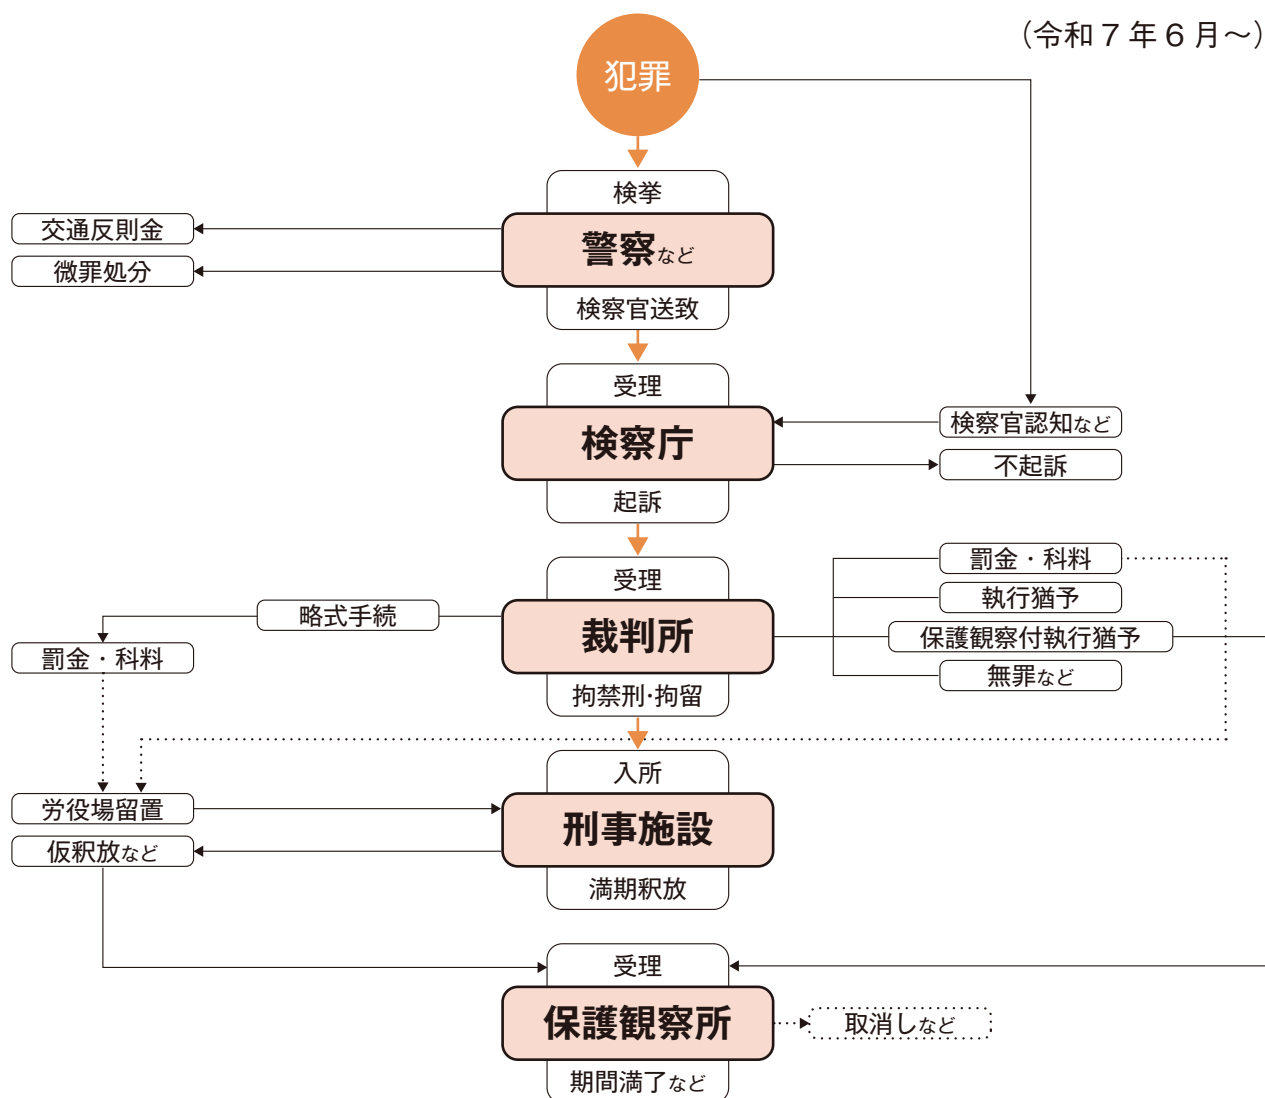 (令和7年6月～)
犯罪
検挙
警察など
検察官送致
交通反則金
微罪処分
受理
検察庁
起訴
検察官認知など
不起訴
受理
裁判所
拘禁刑・拘留
略式手続
罰金・科料
罰金・科料
執行猶予
保護観察付執行猶予
無罪など
入所
刑事施設
満期釈放
労役場留置
仮釈放など
受理
保護観察所
期間満了など
取消しなど